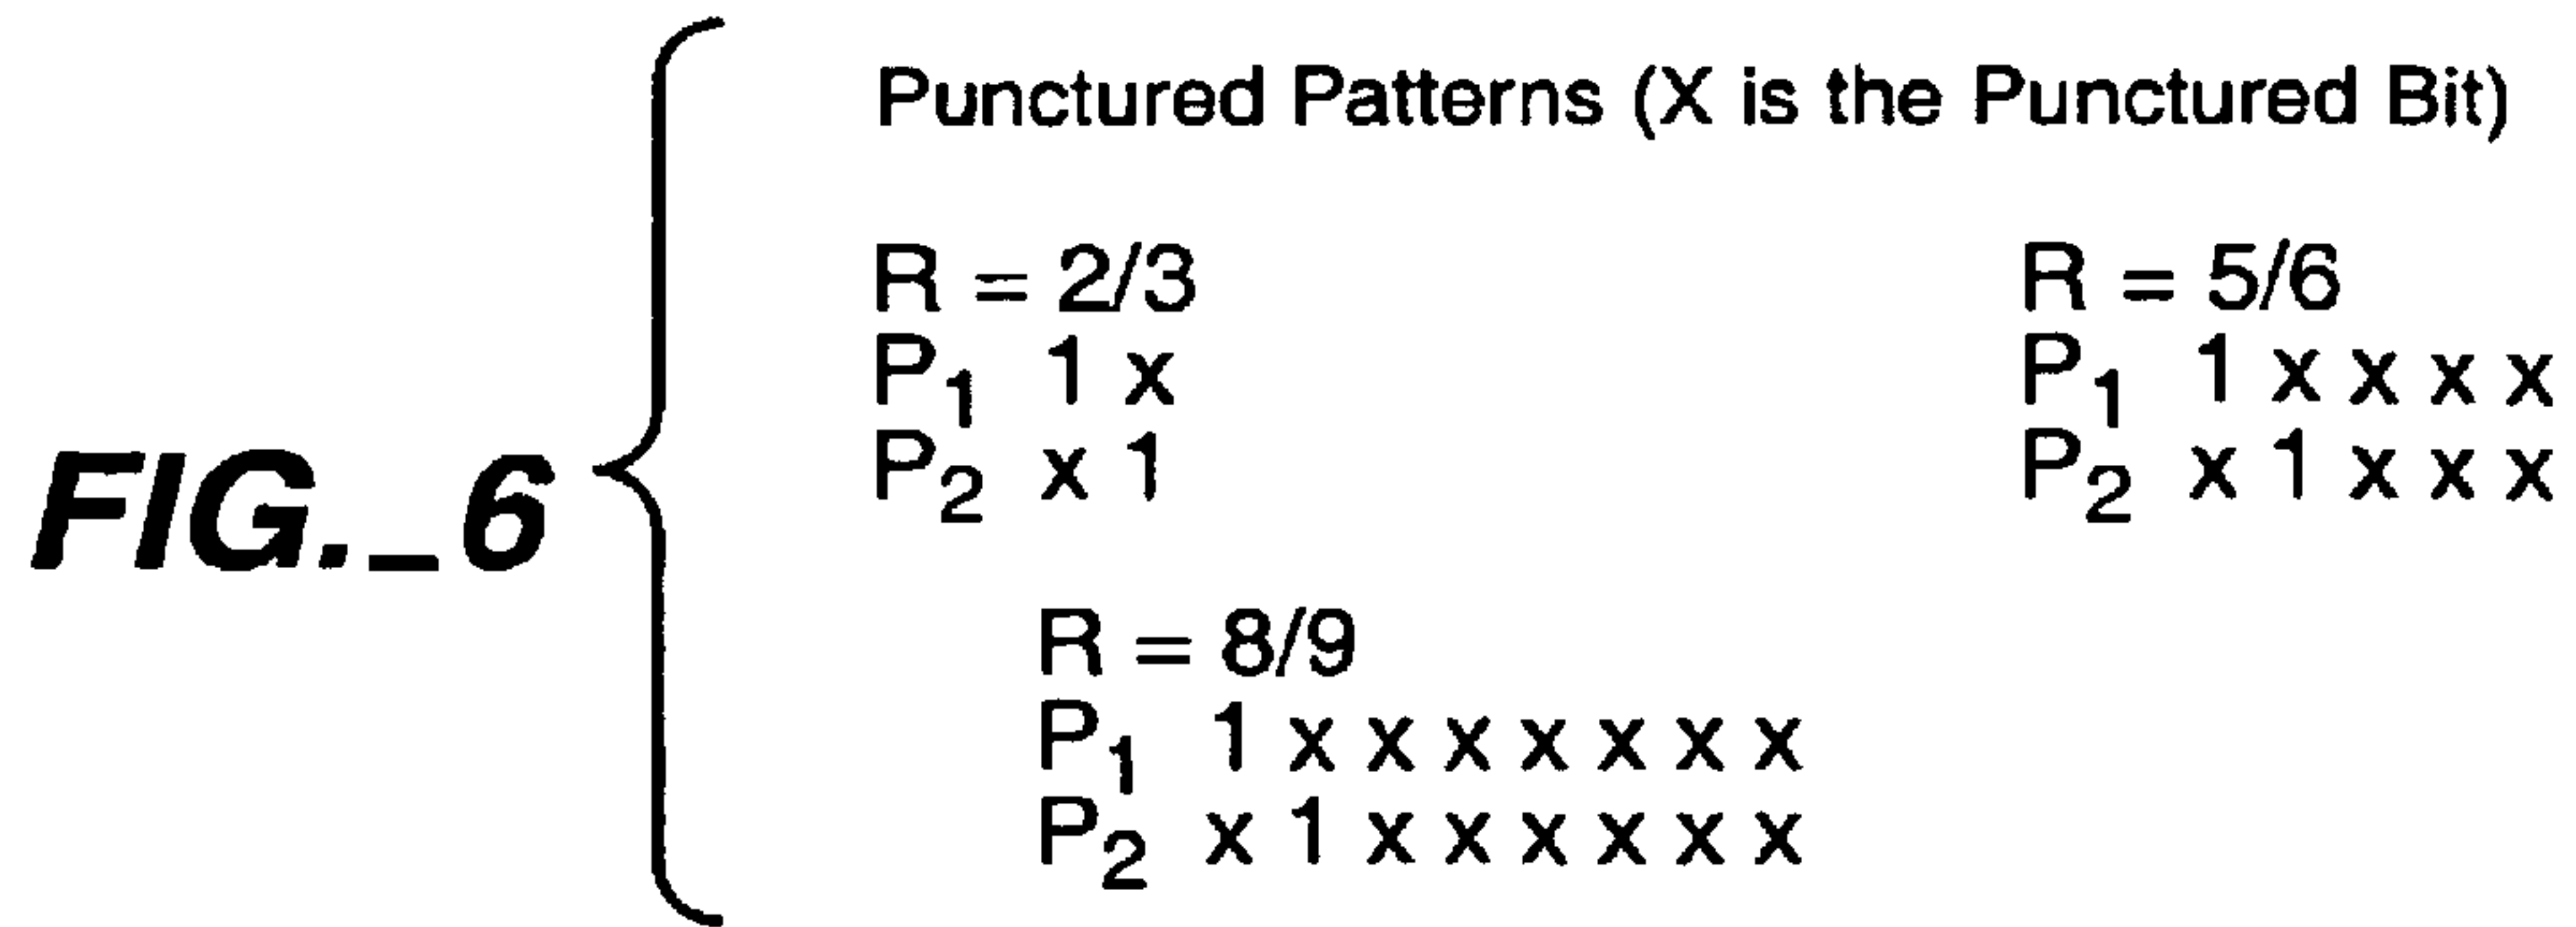 Punctured Patterns (X is the Punctured Bit)
R = 2/3
P1 1 x
P2 x 1
R = 5/6
P1 1 x x x x
P2 x 1 x x x
FIG._6
R = 8/9
P1 1 x x x x x x x
P2 x 1 x x x x x x